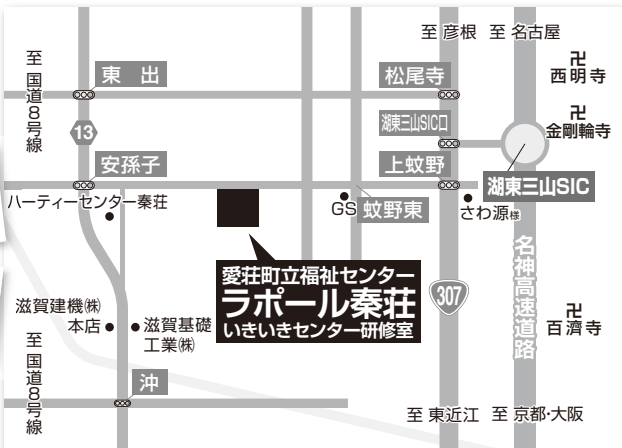 至 彦根
至 名古屋
至 国道8号線
東 出
松尾寺
卍
西明寺
湖東三山SIC口
卍
金剛輪寺
13
安孫子
上蚊野
湖東三山SIC
ハーティーセンター秦荘
GS
蚊野東
さわ源様
愛荘町立福祉センター
ラポール秦荘
いきいきセンター研修室
307
名神高速道路
滋賀建機㈱
本店
滋賀基礎
工業㈱
卍
百濟寺
至 国道8号線
沖
至 東近江
至 京都・大阪